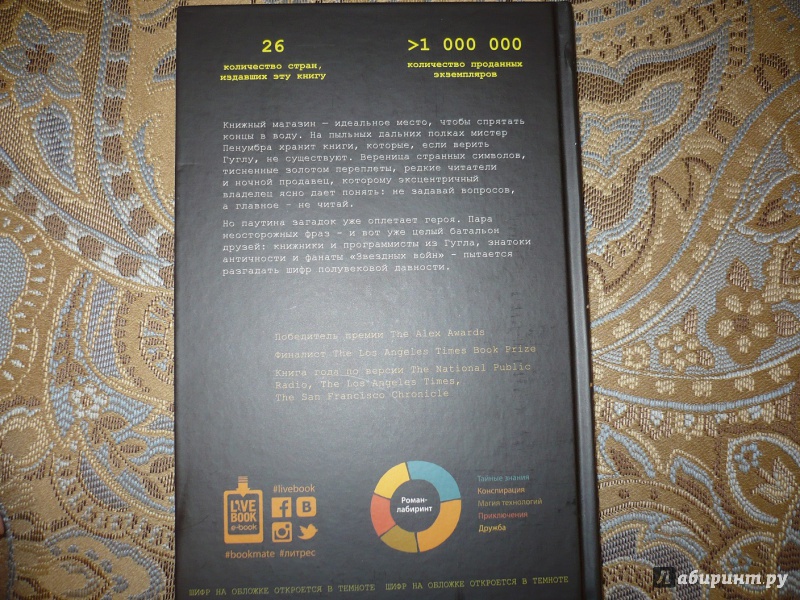 26
количество стран,
издавших эту книгу
>1 000 000
количество проданных
экземпляров
Книжный магазин — идеальное место, чтобы спрятать
концы в воду. На пыльных дальних полках мистер
Пенумбра хранит книги, которые, если верить
Гуглу, не существуют. Вереница странных символов,
тисненные золотом переплеты, редкие читатели
и ночной продавец, которому эксцентричный
владелец ясно дает понять: не задавай вопросов,
а главное - не читай.
Но паутина загадок уже оплетает героя. Пара
неосторожных фраз - и вот уже целый батальон
друзей: книжники и программисты из Гугла, знатоки
античности и фанаты «Звездных войн» - пытается
разгадать шифр полувековой давности.
Победитель премии The Alex Awards
Финалист The Los Angeles Times Book Prize
Книга года по версии The National Public
Radio, The Los Angeles Times,
The San Francisco Chronicle
LIVE
BOOK
e-book
#livebook
#bookmate #литрес
Роман-
лабиринт
Тайные знания
Конспирация
Магия технологий
Приключения
Дружба
ШИФР НА ОБЛОЖКЕ ОТКРОЕТСЯ В ТЕМНОТЕ ШИФР НА ОБЛОЖКЕ ОТКРОЕТСЯ В ТЕМНОТЕ
Лабиринт.ру